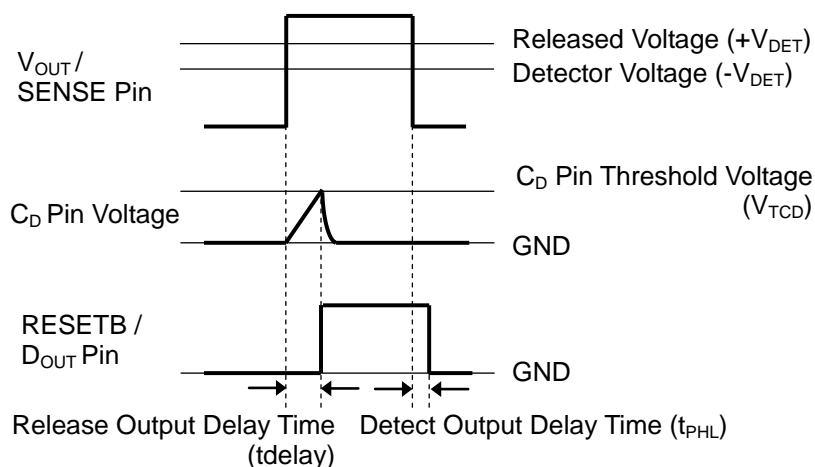 Released Voltage (+VDET)
VOUT /
SENSE Pin
Detector Voltage (-VDET)
CD Pin Threshold Voltage
(VTCD)
CD Pin Voltage
GND
RESETB /
DOUT Pin
GND
Release Output Delay Time
(tdelay)
Detect Output Delay Time (tPHL)